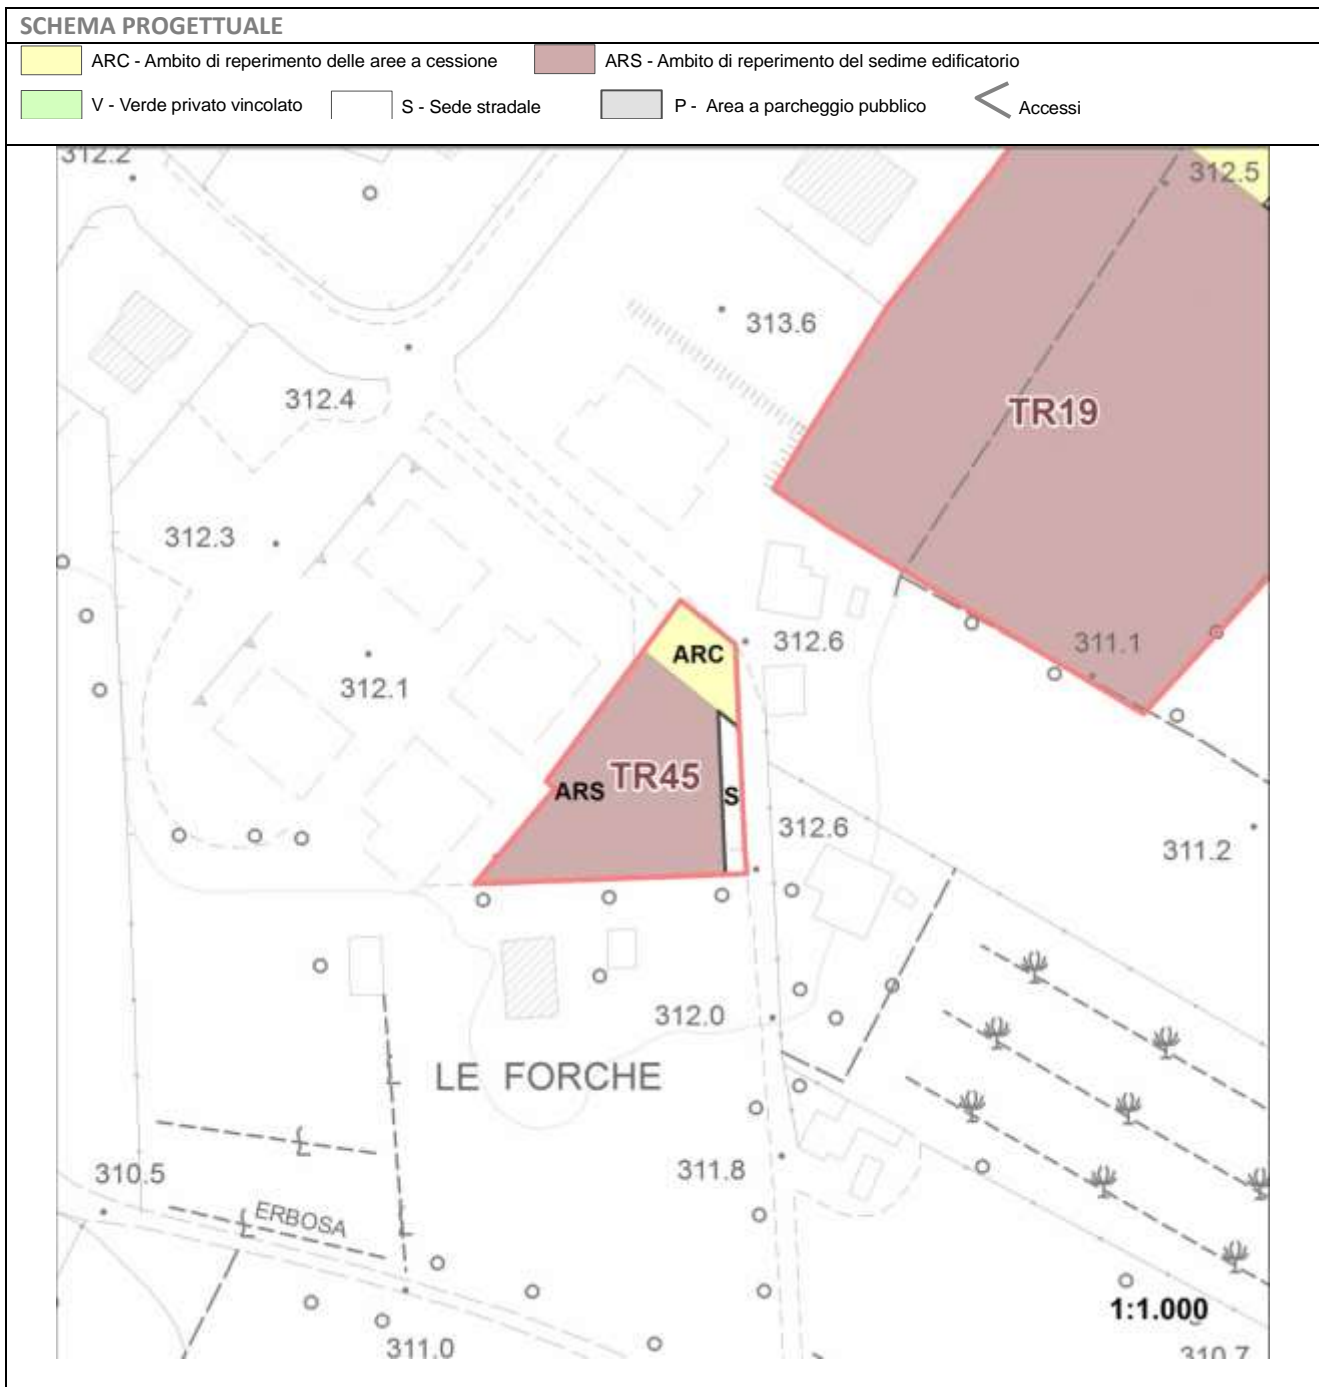 SCHEMA PROGETTUALE
ARC - Ambito di reperimento delle aree a cessione
ARS - Ambito di reperimento del sedime edificatorio
V - Verde privato vincolato
S - Sede stradale
P - Area a parcheggio pubblico
Accessi
312.2
312.5
313.6
312.4
TR19
312.3
312.6
311.1
ARC
312.1
TR45
ARS
S
312.6
311.2
312.0
LE FORCHE
311.8
310.5
ERBOSA
1:1.000
311.0
310.7